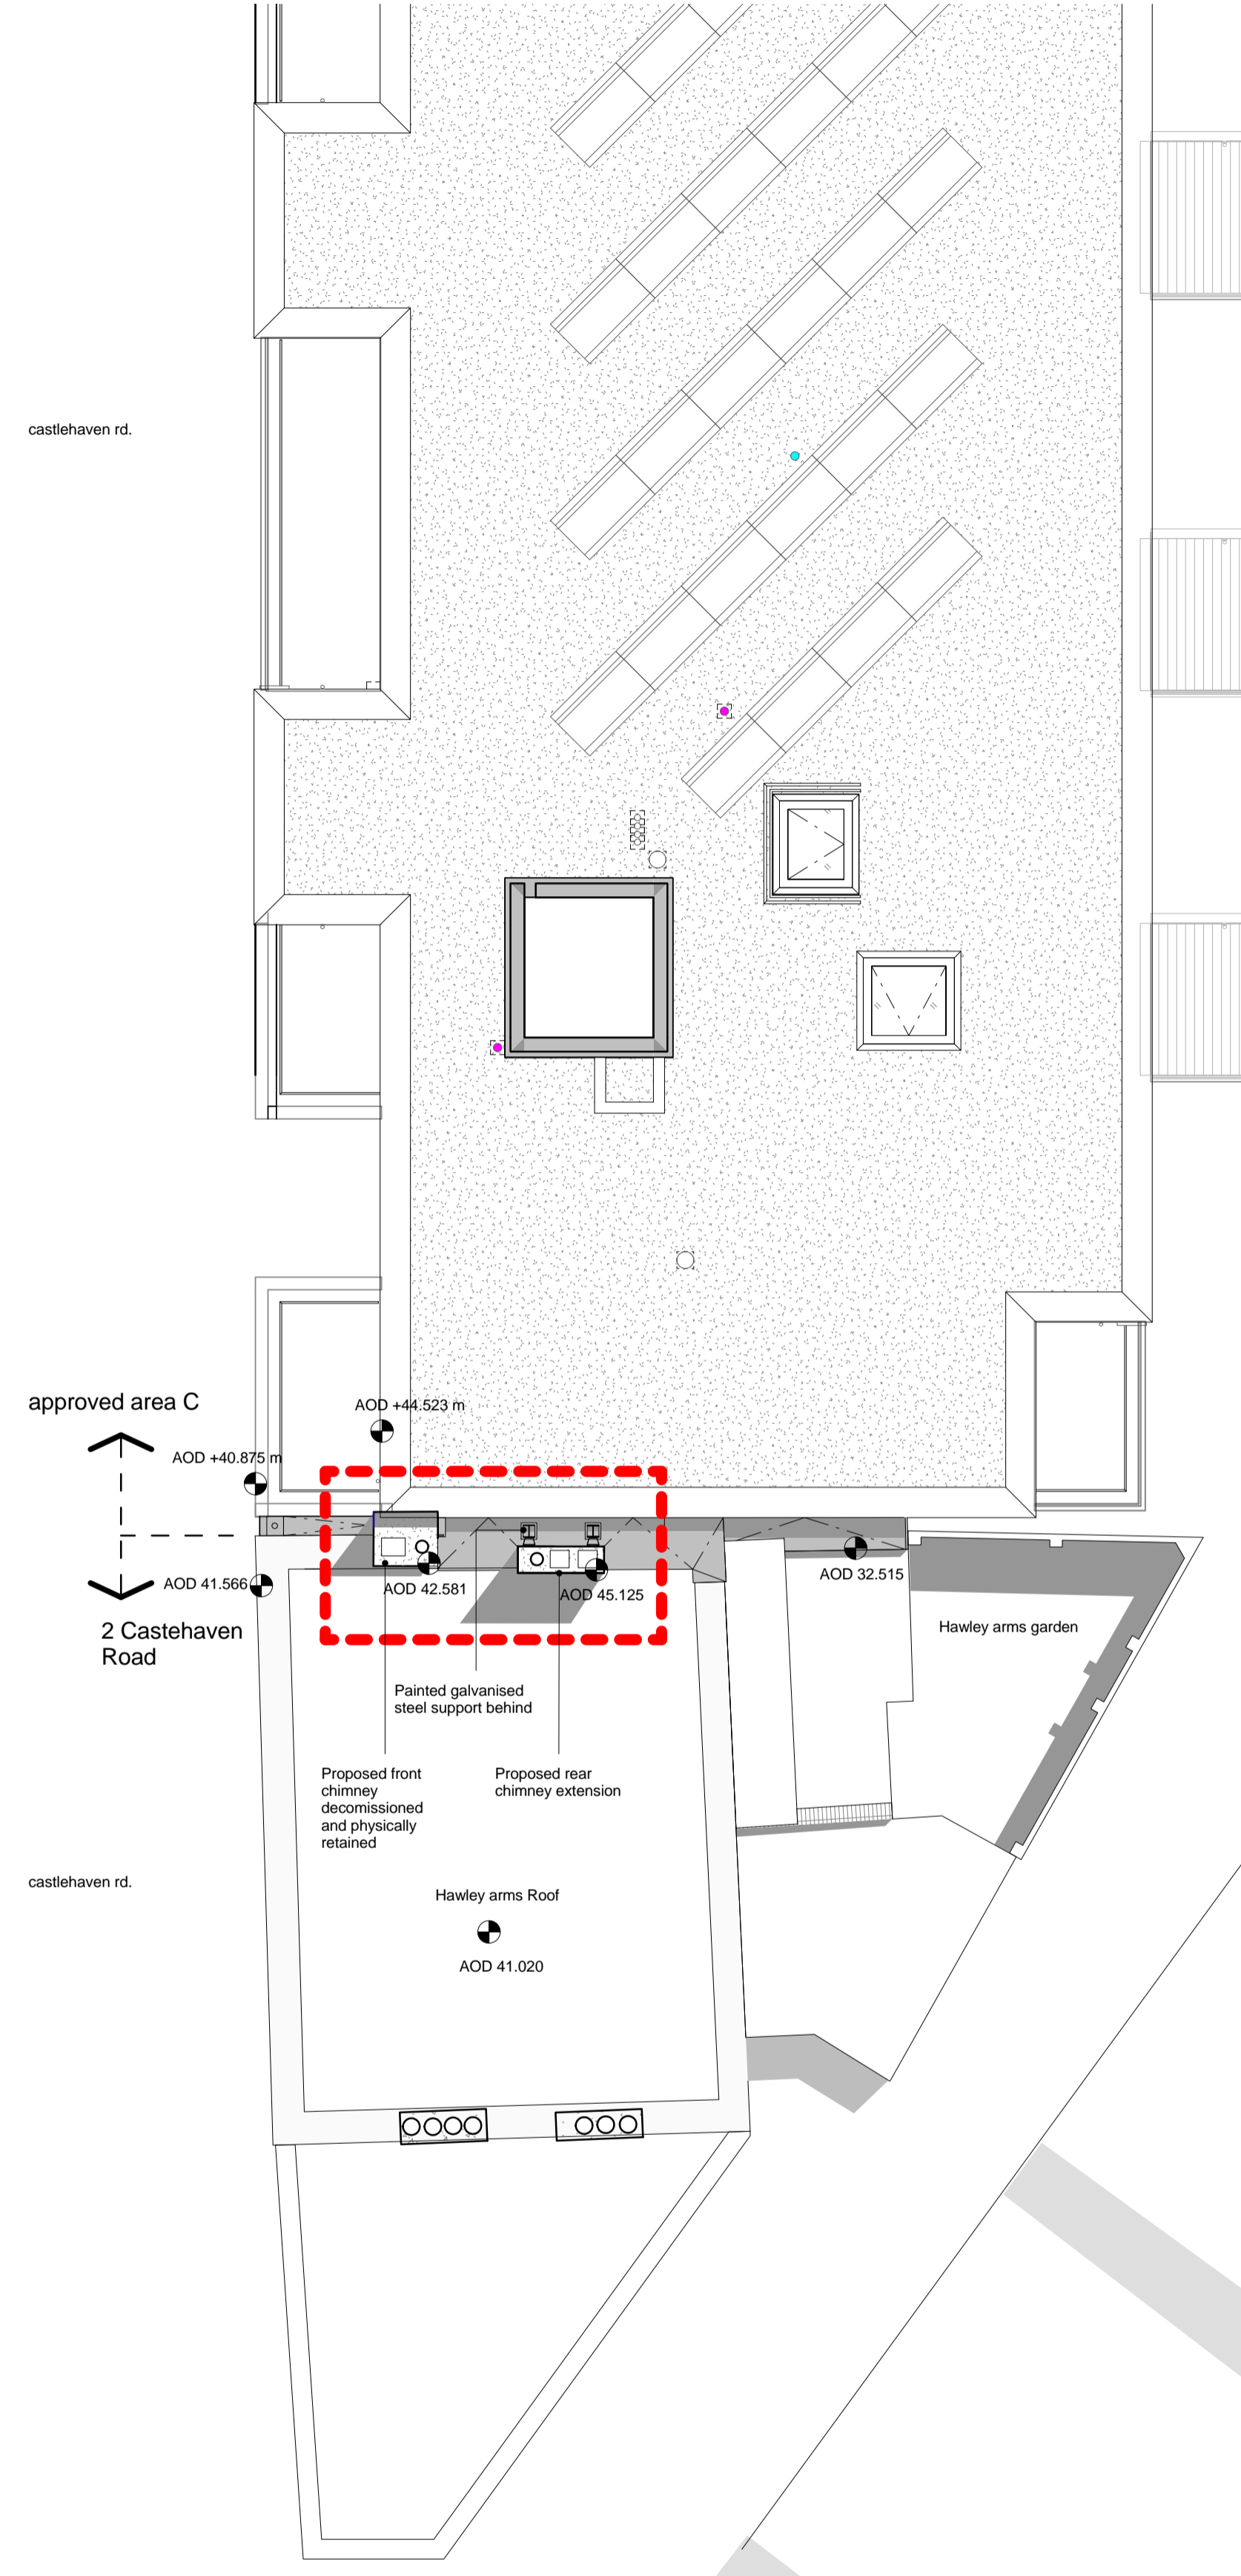 castlehaven rd.
approved area C
AOD +44.523 m
AOD +40.875 m
AOD 41.566
AOD 42.581
AOD 45.125
AOD 32.515
2 Castehaven
Road
Hawley arms garden
Painted galvanised
steel support behind
Proposed front
chimney
decomissioned
and physically
retained
Proposed rear
chimney extension
castlehaven rd.
Hawley arms Roof
AOD 41.020